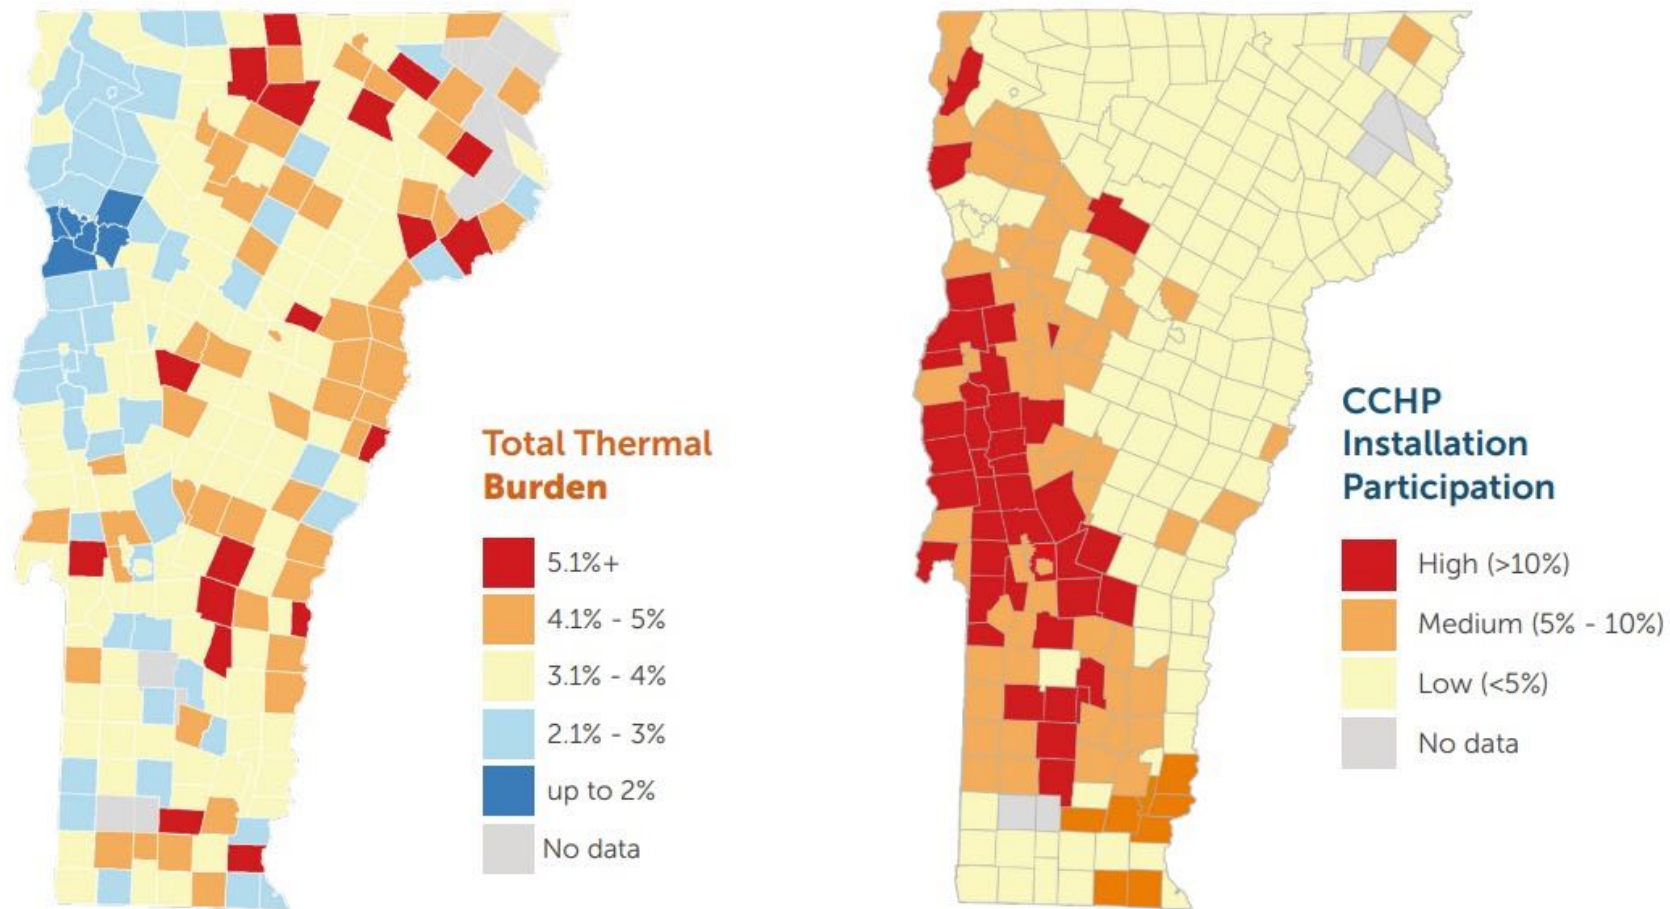 Total Thermal
Burden
5.1%+
4.1% - 5%
3.1% - 4%
2.1% - 3%
up to 2%
No data
CCHP
Installation
Participation
High (>10%)
Medium (5% - 10%)
Low (<5%)
No data